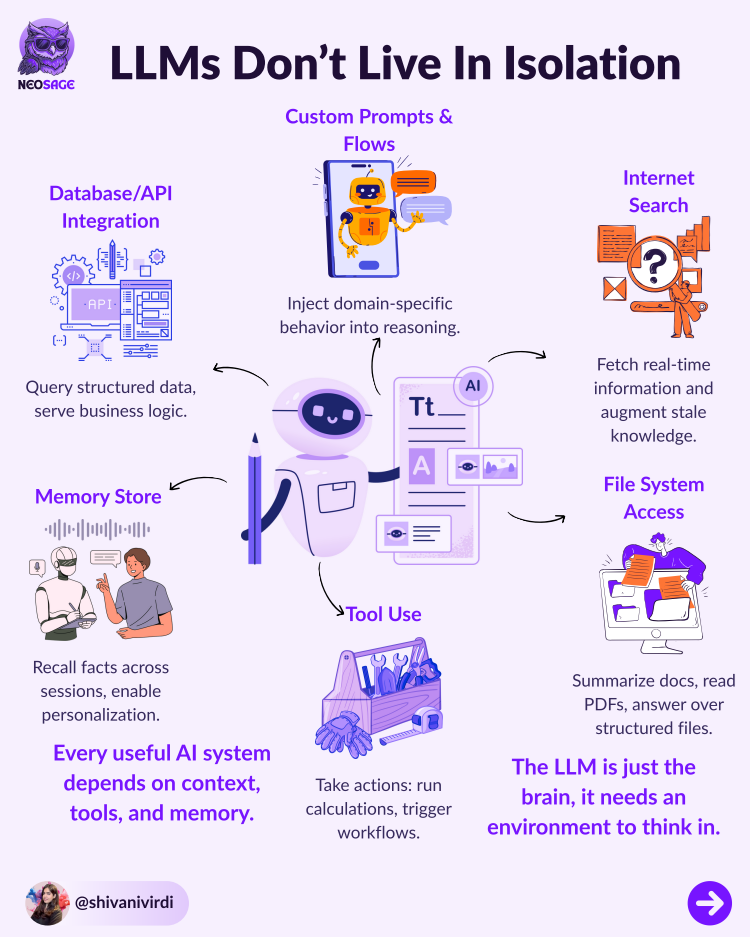 NEOSAGE
LLMs Don’t Live In Isolation
Custom Prompts &
Flows
Inject domain-specific
behavior into reasoning.
Database/API
Integration
</>
API
Query structured data,
serve business logic.
Internet
Search
?
Fetch real-time
information and
augment stale
knowledge.
AI
Tt
A
Memory Store
Recall facts across
sessions, enable
personalization.
File System
Access
Summarize docs, read
PDFs, answer over
structured files.
Tool Use
Take actions: run
calculations, trigger
workflows.
Every useful AI system
depends on context,
tools, and memory.
The LLM is just the
brain, it needs an
environment to think in.
@shivanivirdi